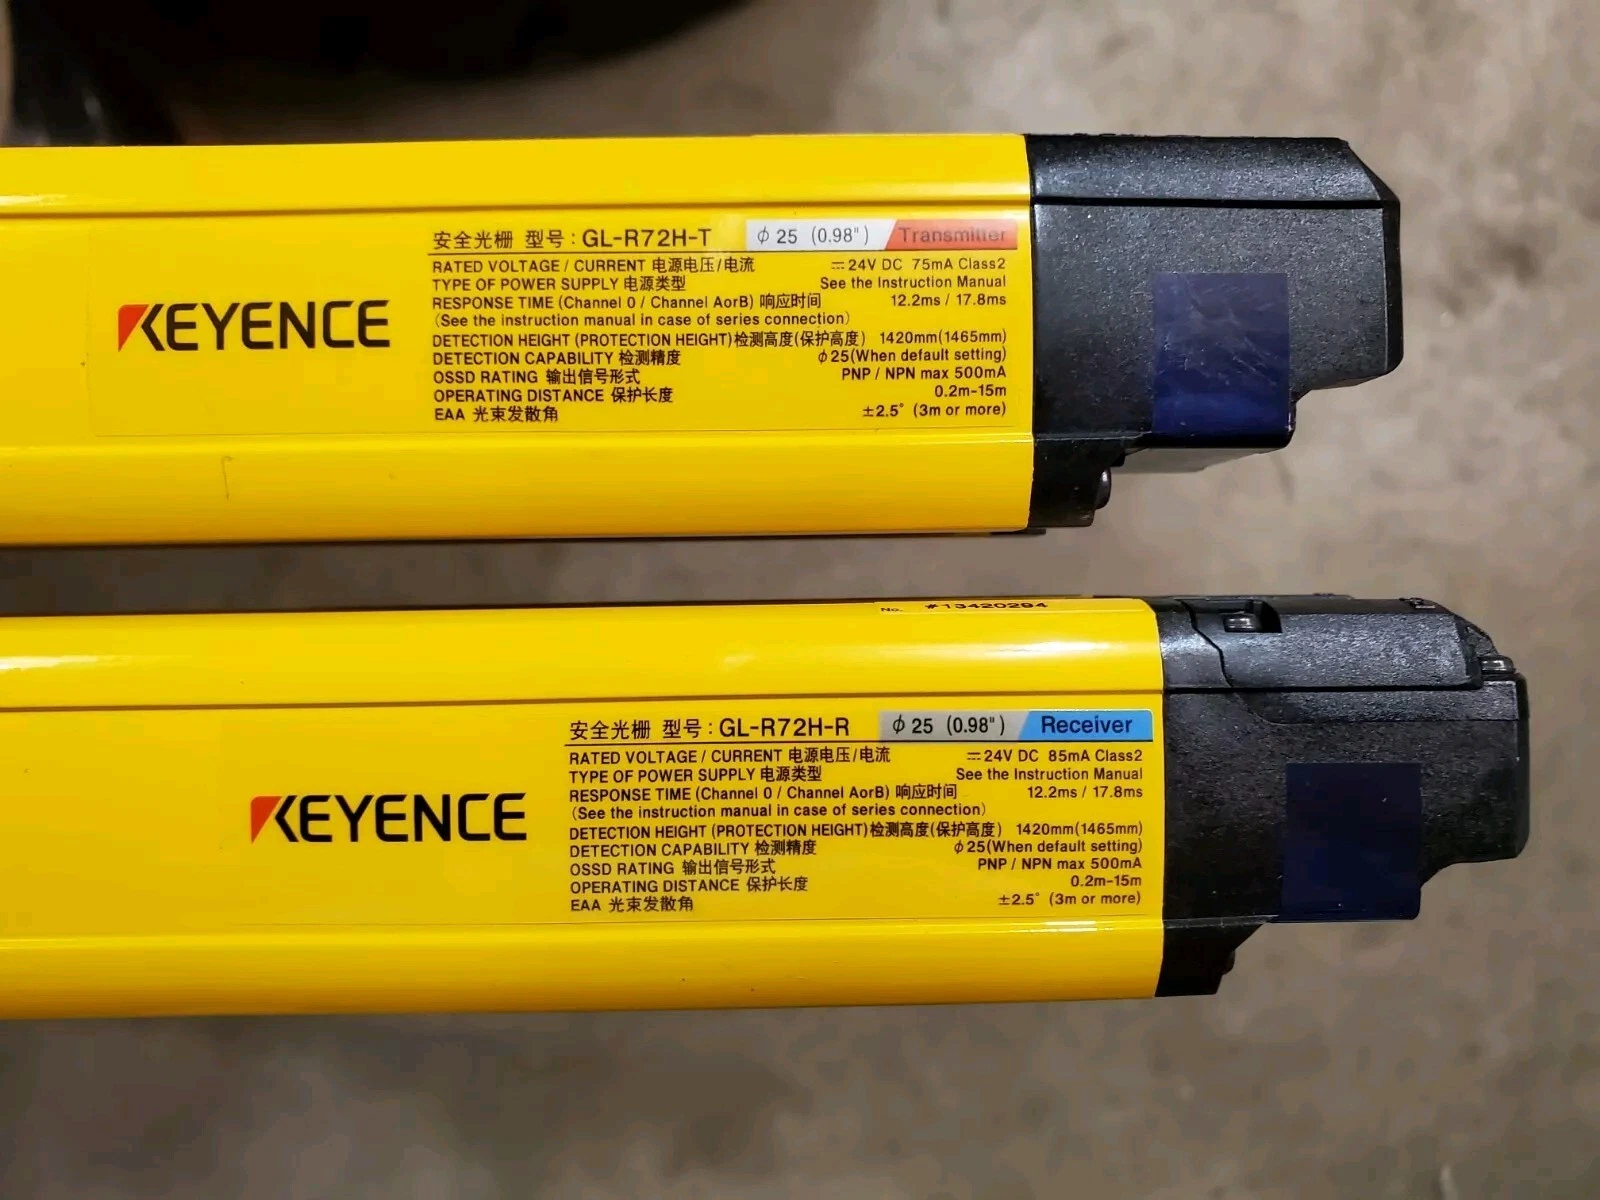 安全光栅 型号：GL-R72H-T φ25 (0.98") Transmitter
RATED VOLTAGE / CURRENT 电源电压/电流 ⎓24V DC 75mA Class2
TYPE OF POWER SUPPLY 电源类型 See the Instruction Manual
RESPONSE TIME (Channel 0 / Channel AorB) 响应时间 12.2ms / 17.8ms
(See the instruction manual in case of series connection)
DETECTION HEIGHT (PROTECTION HEIGHT)检测高度(保护高度) 1420mm(1465mm)
DETECTION CAPABILITY 检测精度 φ25(When default setting)
OSSD RATING 输出信号形式 PNP / NPN max 500mA
OPERATING DISTANCE 保护长度 0.2m-15m
EAA 光束发散角 ±2.5° (3m or more)
KEYENCE
No. #13420294
安全光栅 型号：GL-R72H-R φ25 (0.98") Receiver
RATED VOLTAGE / CURRENT 电源电压/电流 ⎓24V DC 85mA Class2
TYPE OF POWER SUPPLY 电源类型 See the Instruction Manual
RESPONSE TIME (Channel 0 / Channel AorB) 响应时间 12.2ms / 17.8ms
(See the instruction manual in case of series connection)
DETECTION HEIGHT (PROTECTION HEIGHT)检测高度(保护高度) 1420mm(1465mm)
DETECTION CAPABILITY 检测精度 φ25(When default setting)
OSSD RATING 输出信号形式 PNP / NPN max 500mA
OPERATING DISTANCE 保护长度 0.2m-15m
EAA 光束发散角 ±2.5° (3m or more)
KEYENCE